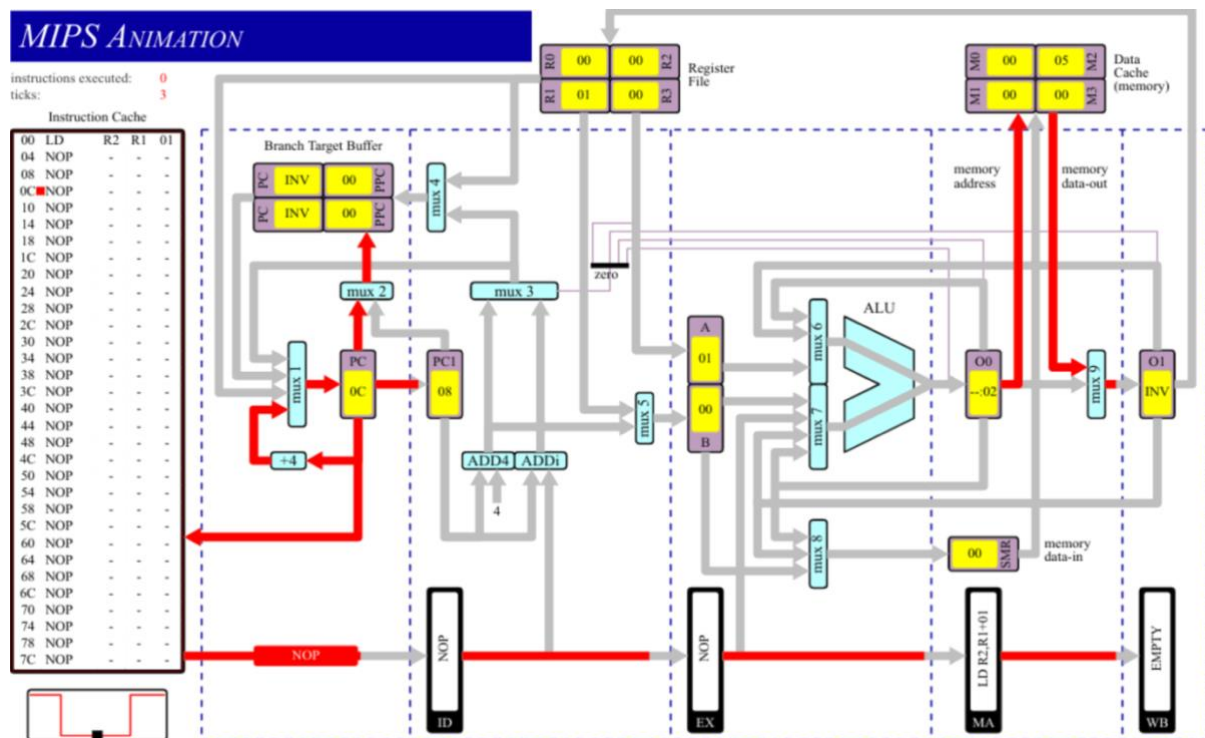 MIPS ANIMATION
instructions executed: 0
ticks: 3
Instruction Cache
00 LD R2 R1 01
04 NOP - - -
08 NOP - - -
0C NOP - - -
10 NOP - - -
14 NOP - - -
18 NOP - - -
1C NOP - - -
20 NOP - - -
24 NOP - - -
28 NOP - - -
2C NOP - - -
30 NOP - - -
34 NOP - - -
38 NOP - - -
3C NOP - - -
40 NOP - - -
44 NOP - - -
48 NOP - - -
4C NOP - - -
50 NOP - - -
54 NOP - - -
58 NOP - - -
5C NOP - - -
60 NOP - - -
64 NOP - - -
68 NOP - - -
6C NOP - - -
70 NOP - - -
74 NOP - - -
78 NOP - - -
7C NOP - - -
R0 00 00 R2
R1 01 00 R3
Register
File
M0 00 05 M2
M1 00 00 M3
Data
Cache
(memory)
Branch Target Buffer
PC INV 00 PPC
PC INV 00 PPC
mux 4
memory
address
memory
data-out
zero
mux 2
mux 3
mux 1
PC
0C
PC1
08
+4
ADD4
ADDi
4
mux 5
A
01
00
B
mux 6
mux 7
ALU
O0
--:02
mux 9
O1
INV
mux 8
00 SMR
memory
data-in
NOP
NOP
ID
NOP
EX
LD R2,R1+01
MA
EMPTY
WB